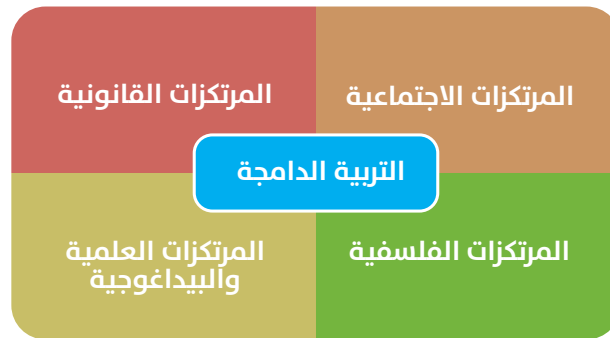 المرتكزات الاجتماعية
المرتكزات القانونية
التربية الدامجة
المرتكزات الفلسفية
المرتكزات العلمية
والبيداغوجية